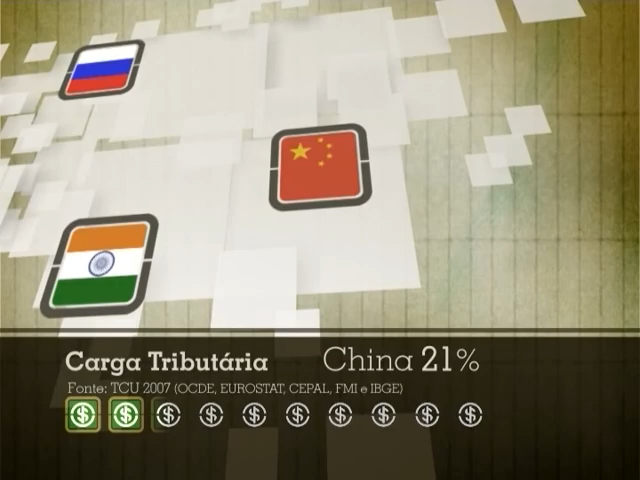 Carga Tributária China 21%
Fonte: TCU 2007 (OCDE, EUROSTAT, CEPAL, FMI e IBGE)